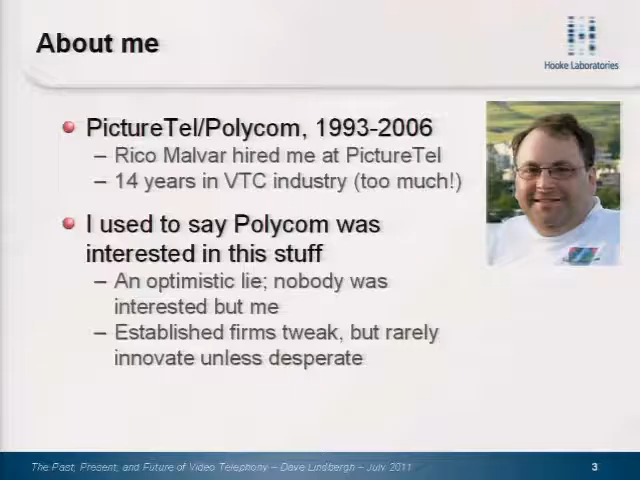 About me
Hooke Laboratories
PictureTel/Polycom, 1993-2006
– Rico Malvar hired me at PictureTel
– 14 years in VTC industry (too much!)
I used to say Polycom was
interested in this stuff
– An optimistic lie; nobody was
interested but me
– Established firms tweak, but rarely
innovate unless desperate
The Past, Present, and Future of Video Telephony – Dave Lindbergh – July 2011
3